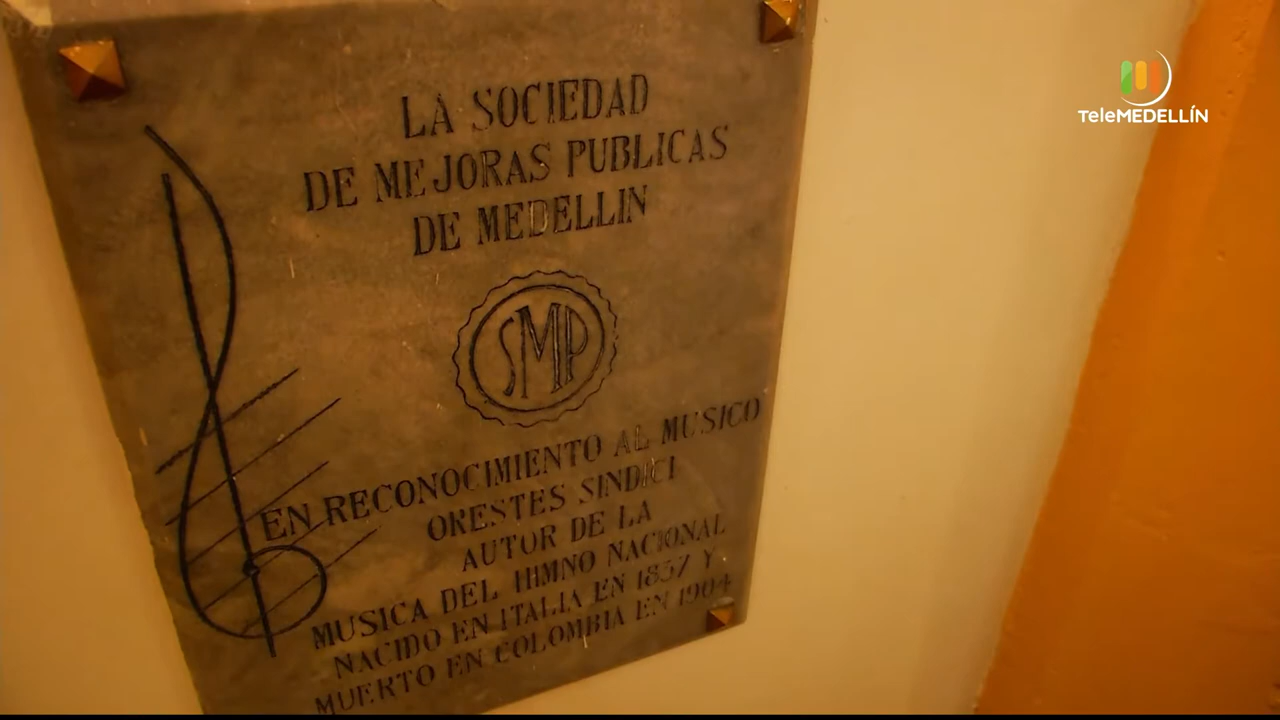 TeleMEDELLÍN
LA SOCIEDAD
DE MEJORAS PUBLICAS
DE MEDELLIN
SMP
EN RECONOCIMIENTO AL MUSICO
ORESTES SINDICI
AUTOR DE LA
MUSICA DEL HIMNO NACIONAL
NACIDO EN ITALIA EN 1837 Y
MUERTO EN COLOMBIA EN 1904